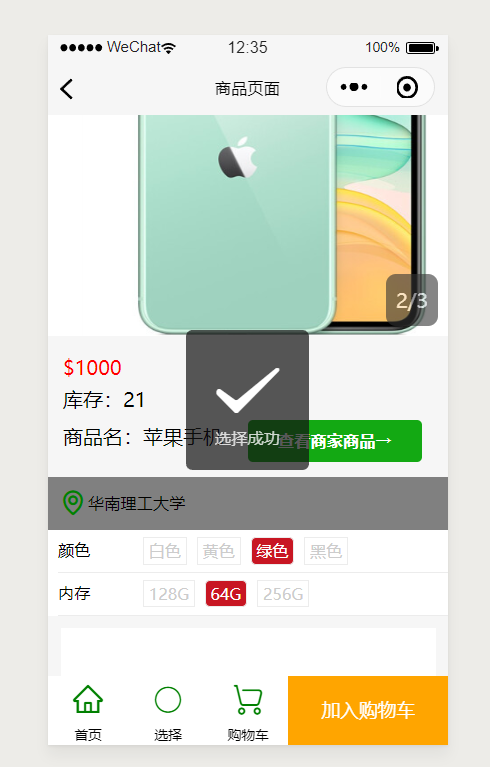 WeChat 12:35 100%
商品页面
2/3
$1000
库存：21
商品名：苹果手机
选择成功
查看商家商品→
华南理工大学
颜色 白色 黄色 绿色 黑色
内存 128G 64G 256G
首页 选择 购物车 加入购物车